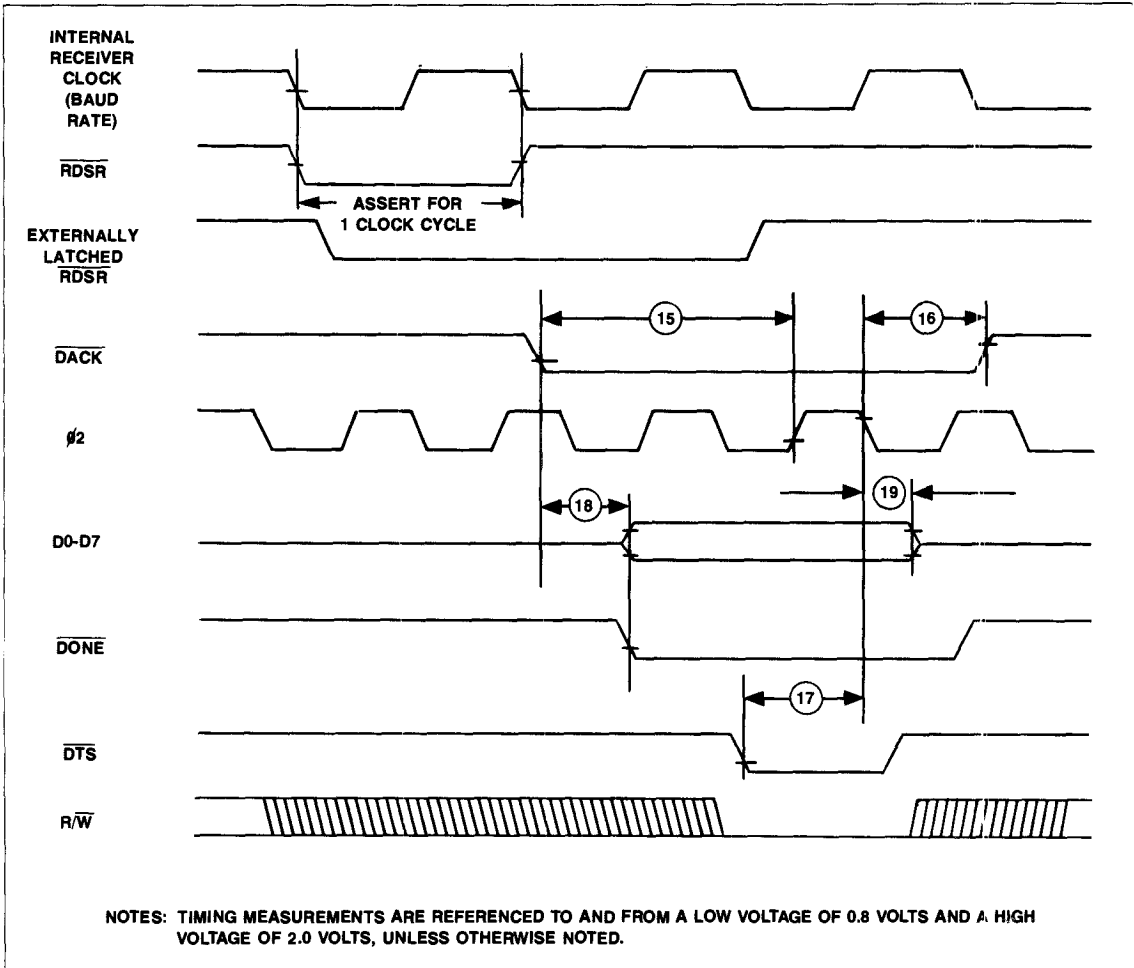 INTERNAL
RECEIVER
CLOCK
(BAUD
RATE)
RDSR
ASSERT FOR
1 CLOCK CYCLE
EXTERNALLY
LATCHED
RDSR
15
16
DACK
ø2
18
19
D0-D7
DONE
17
DTS
R/W
NOTES: TIMING MEASUREMENTS ARE REFERENCED TO AND FROM A LOW VOLTAGE OF 0.8 VOLTS AND A HIGH
VOLTAGE OF 2.0 VOLTS, UNLESS OTHERWISE NOTED.